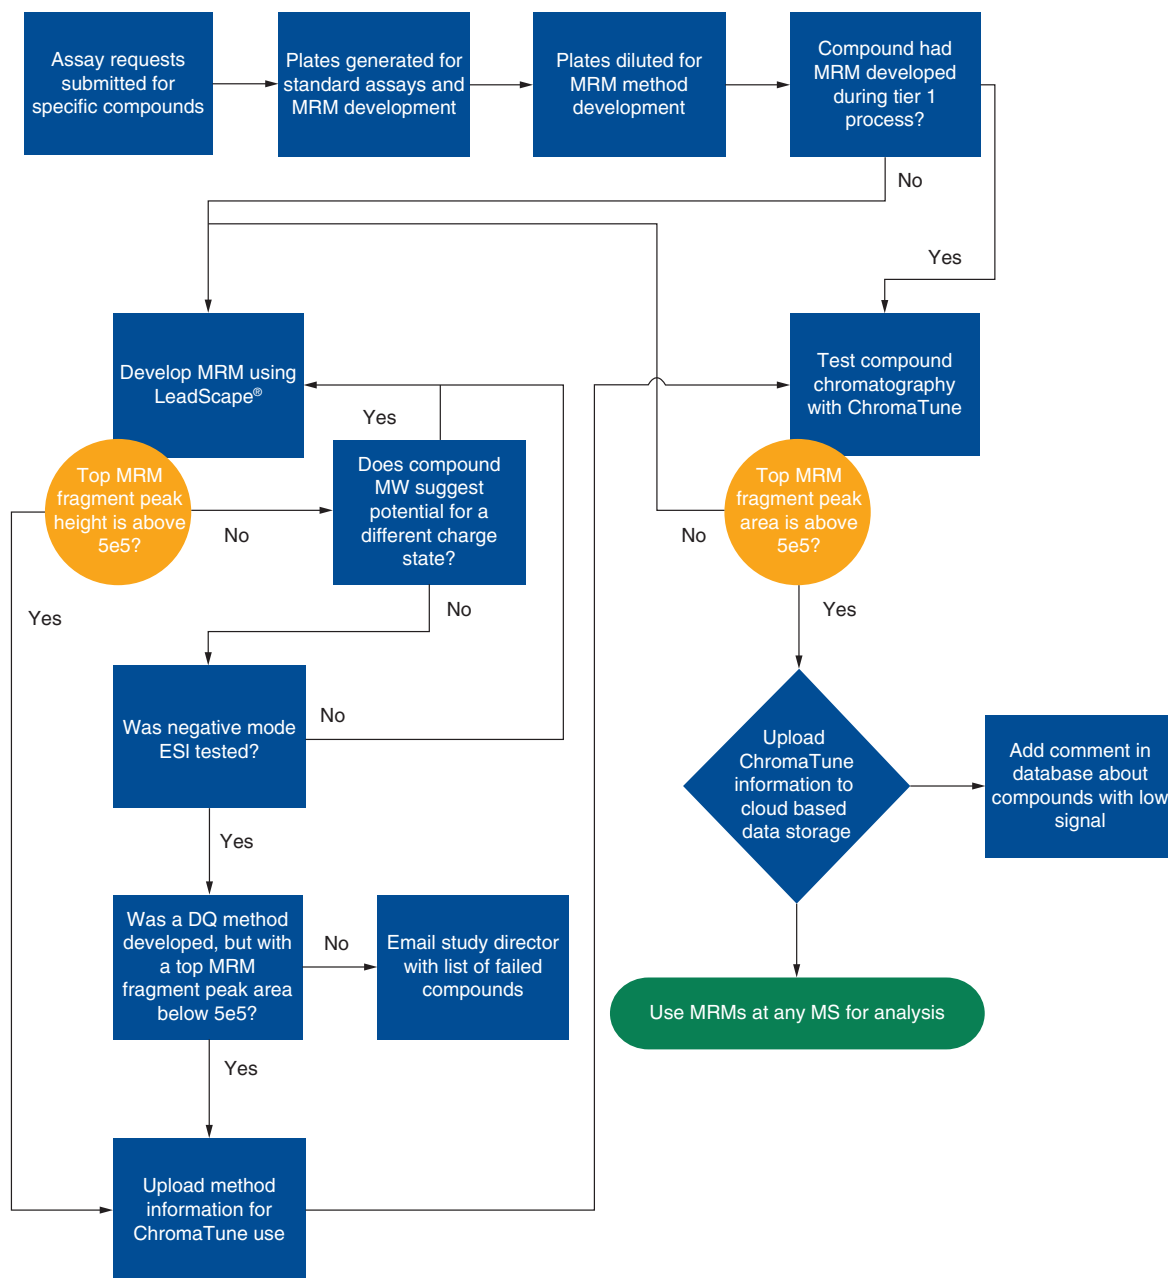 Assay requests
submitted for
specific compounds
Plates generated for
standard assays and
MRM development
Plates diluted for
MRM method
development
Compound had
MRM developed
during tier 1
process?
No
Yes
Develop MRM using
LeadScape®
Test compound
chromatography
with ChromaTune
Yes
Top MRM
fragment peak
height is above
5e5?
No
Does compound
MW suggest
potential for a
different charge
state?
No
Top MRM
fragment peak
area is above
5e5?
Yes
No
Yes
Was negative mode
ESI tested?
No
Upload
ChromaTune
information to
cloud based
data storage
Add comment in
database about
compounds with low
signal
Yes
Was a DQ method
developed, but with
a top MRM
fragment peak area
below 5e5?
No
Email study director
with list of failed
compounds
Use MRMs at any MS for analysis
Yes
Upload method
information for
ChromaTune use